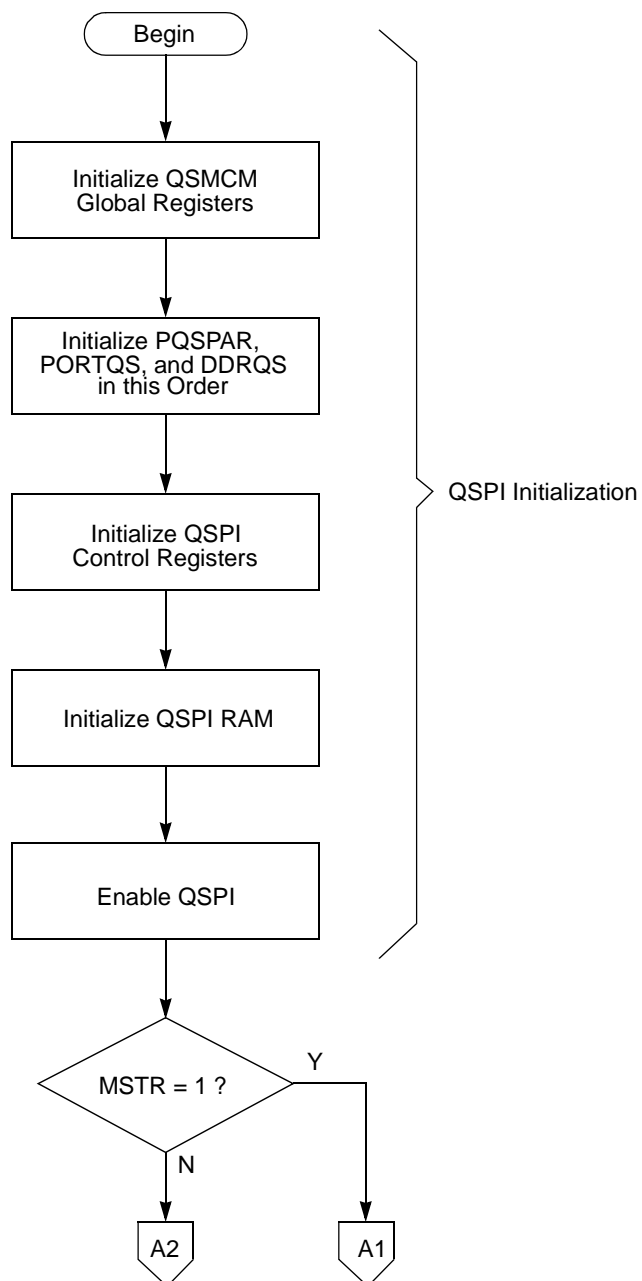 Begin
Initialize QSMCM
Global Registers
Initialize PQSPAR,
PORTQS, and DDRQS
in this Order
QSPI Initialization
Initialize QSPI
Control Registers
Initialize QSPI RAM
Enable QSPI
MSTR = 1 ?
Y
N
A2
A1